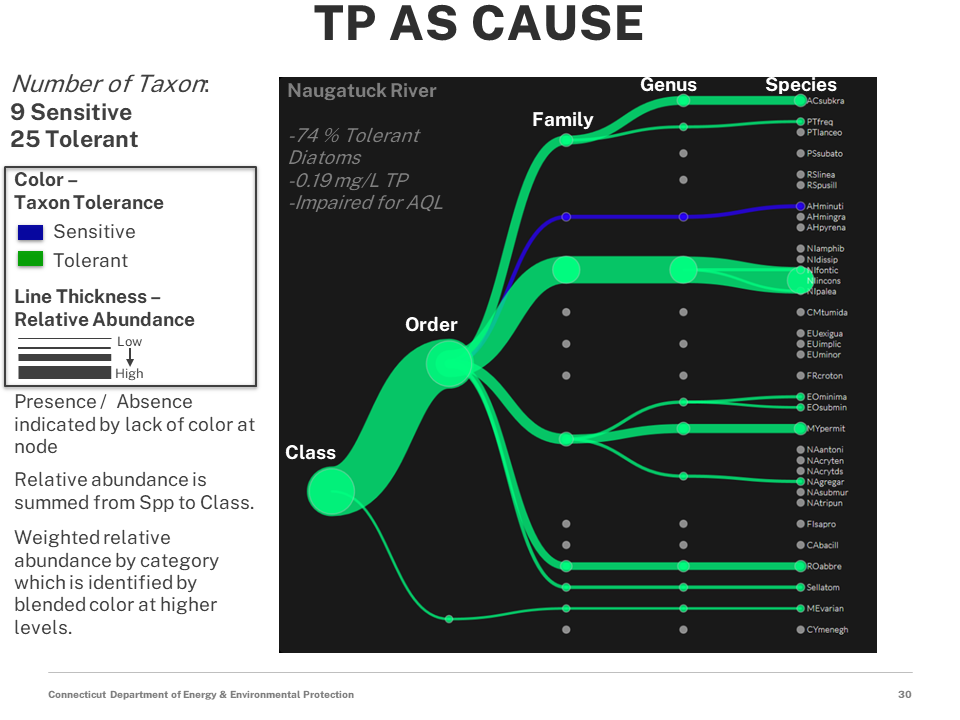 TP AS CAUSE
Number of Taxon:
9 Sensitive
25 Tolerant
Color –
Taxon Tolerance
Sensitive
Tolerant
Line Thickness –
Relative Abundance
Low
High
Presence / Absence
indicated by lack of color at
node
Relative abundance is
summed from Spp to Class.
Weighted relative
abundance by category
which is identified by
blended color at higher
levels.
Naugatuck River
-74 % Tolerant
Diatoms
-0.19 mg/L TP
-Impaired for AQL
Class
Order
Family
Genus
Species
ACsubkra
PTfreq
PTlanceo
PSsubato
RSlinea
RSpusill
AHminuti
AHmingra
AHpyrena
NIamphib
NIdissip
NIfontic
NIincons
NIpalea
CMtumida
EUexigua
EUimplic
EUminor
FRcroton
EOminima
EOsubmin
MYpermit
NAantoni
NAcryten
NAcrytds
NAgregar
NAsubmur
NAtripun
FIsapro
CAbacill
ROabbre
Sellatom
MEvarian
CYmenegh
Connecticut Department of Energy & Environmental Protection
30